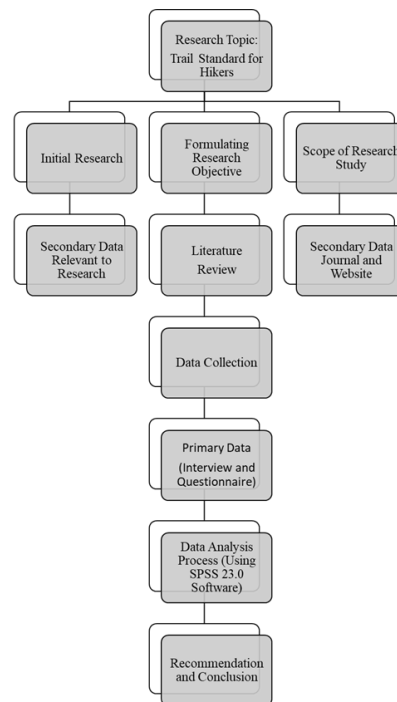 Research Topic:
Trail Standard for
Hikers
Initial Research
Formulating
Research
Objective
Scope of Research
Study
Secondary Data
Relevant to
Research
Literature
Review
Secondary Data
Journal and
Website
Data Collection
Primary Data
(Interview and
Questionnaire)
Data Analysis
Process (Using
SPSS 23.0
Software)
Recommendation
and Conclusion